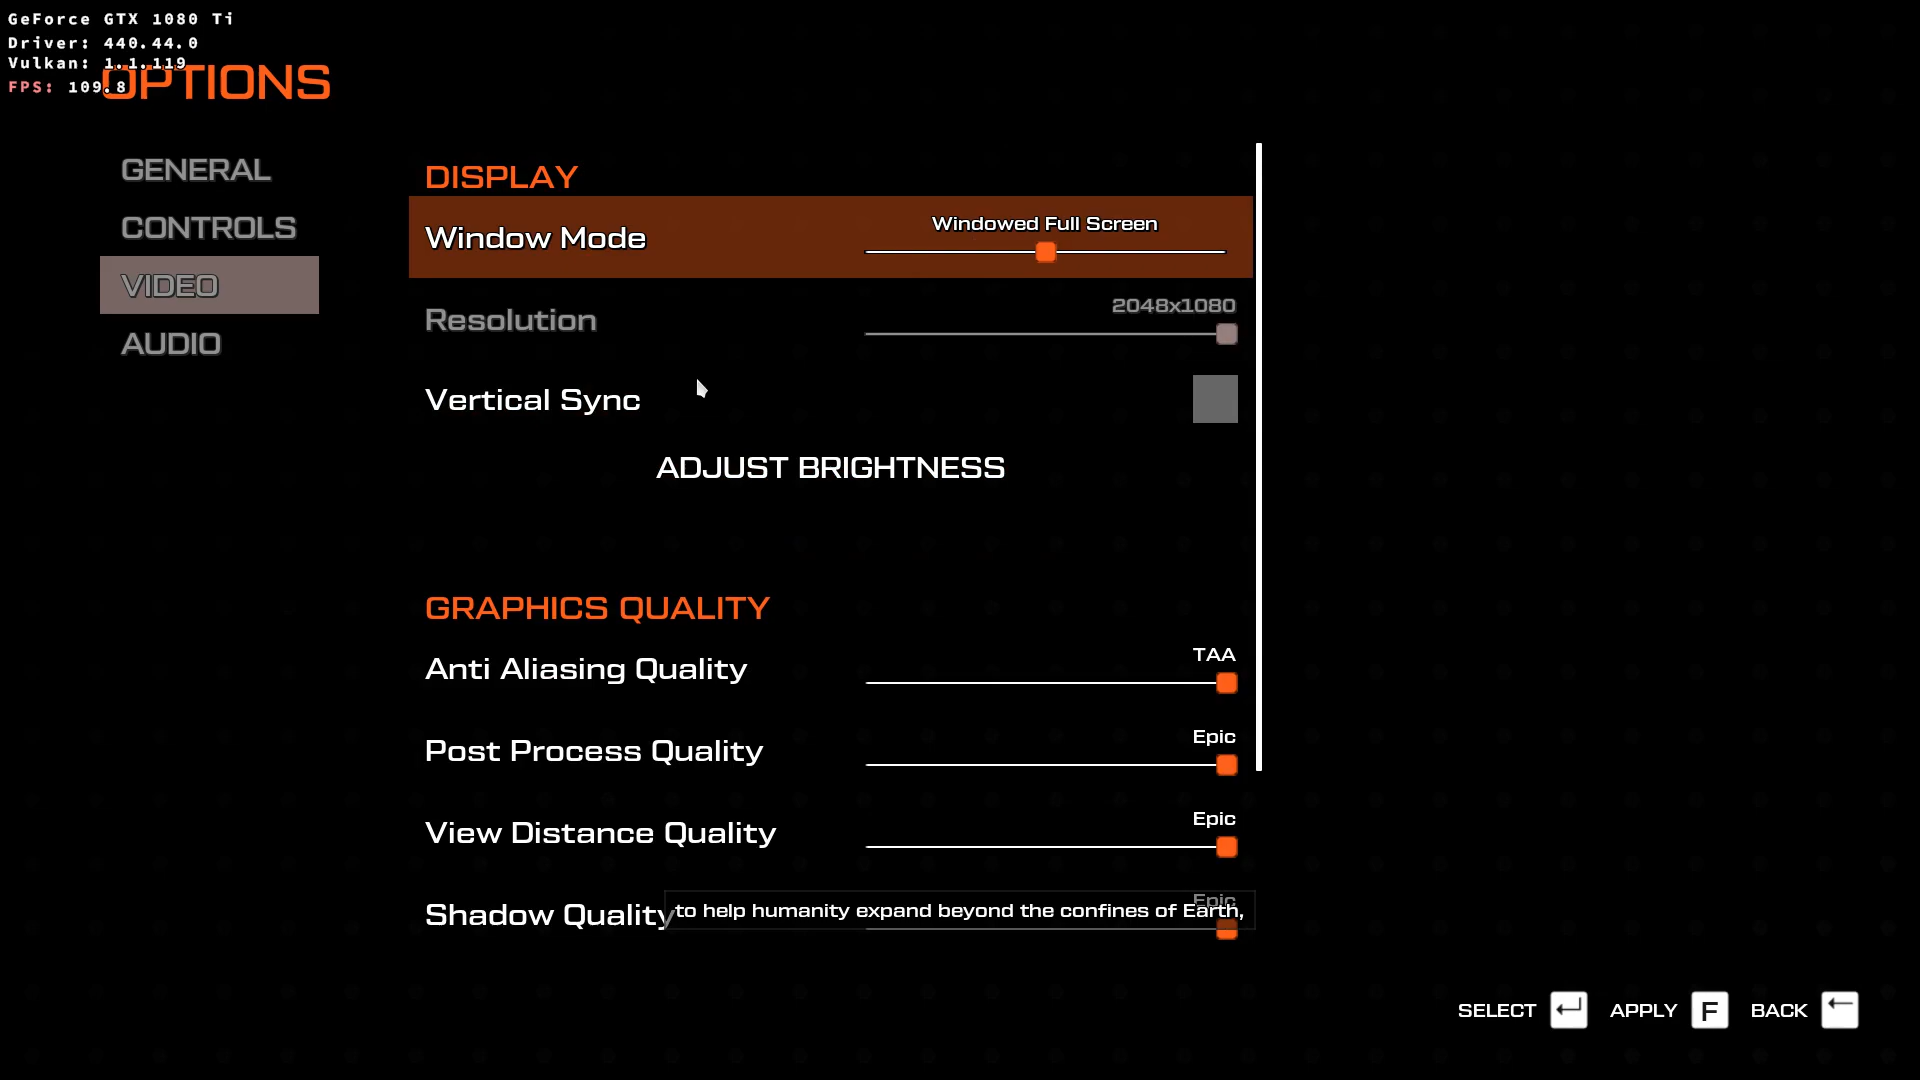 GeForce GTX 1080 Ti
Driver: 440.44.0
Vulkan: 1.1.119
FPS: 109.8
OPTIONS
GENERAL
CONTROLS
VIDEO
AUDIO
DISPLAY
Window Mode
Windowed Full Screen
Resolution
2048x1080
Vertical Sync
ADJUST BRIGHTNESS
GRAPHICS QUALITY
Anti Aliasing Quality
TAA
Post Process Quality
Epic
View Distance Quality
Epic
Shadow Quality
Epic
to help humanity expand beyond the confines of Earth,
SELECT
APPLY F
BACK